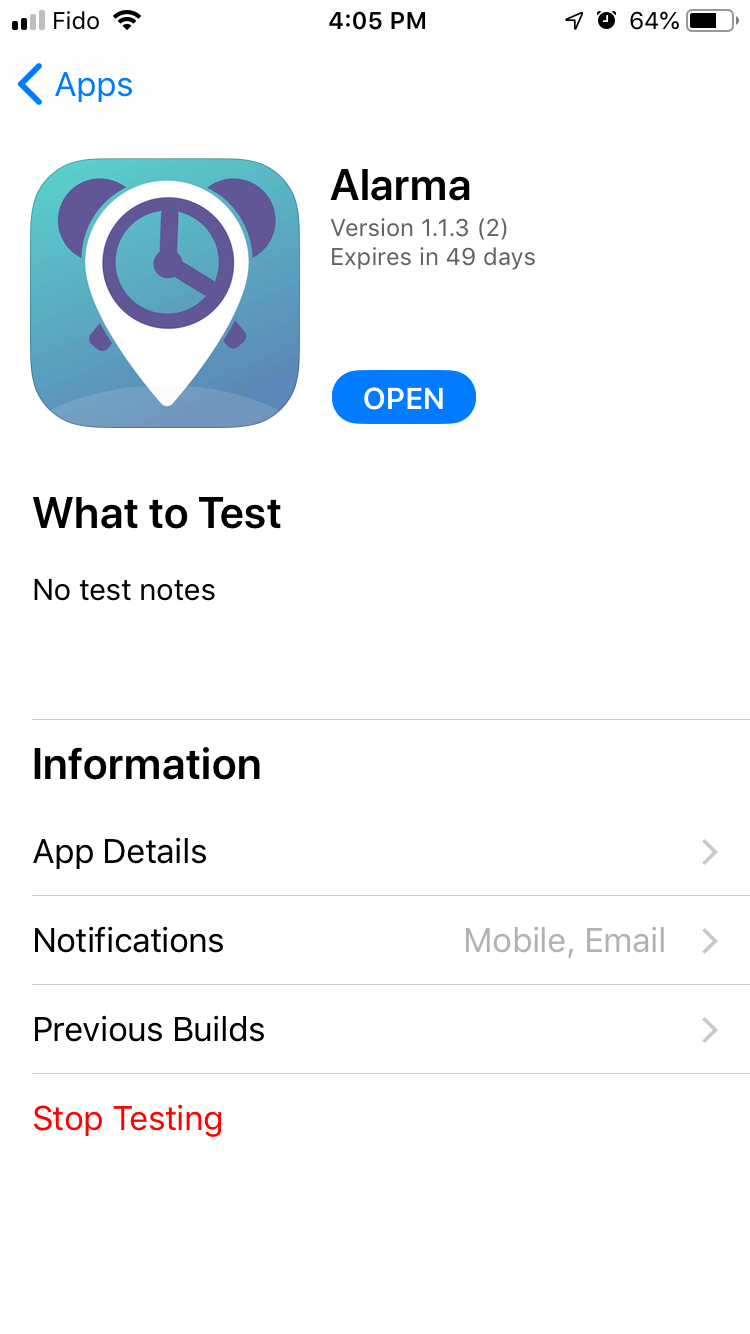 Fido 4:05 PM 64%
Apps
Alarma
Version 1.1.3 (2)
Expires in 49 days
OPEN
What to Test
No test notes
Information
App Details
Notifications Mobile, Email
Previous Builds
Stop Testing